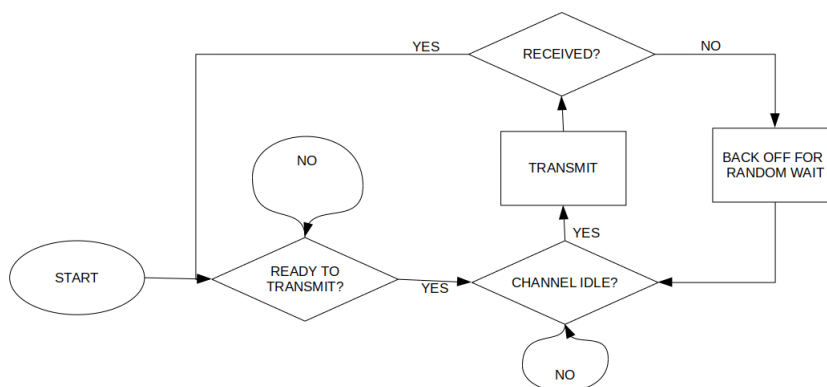 YES
RECEIVED?
NO
NO
TRANSMIT
BACK OFF FOR
RANDOM WAIT
YES
START
READY TO
TRANSMIT?
YES
CHANNEL IDLE?
NO